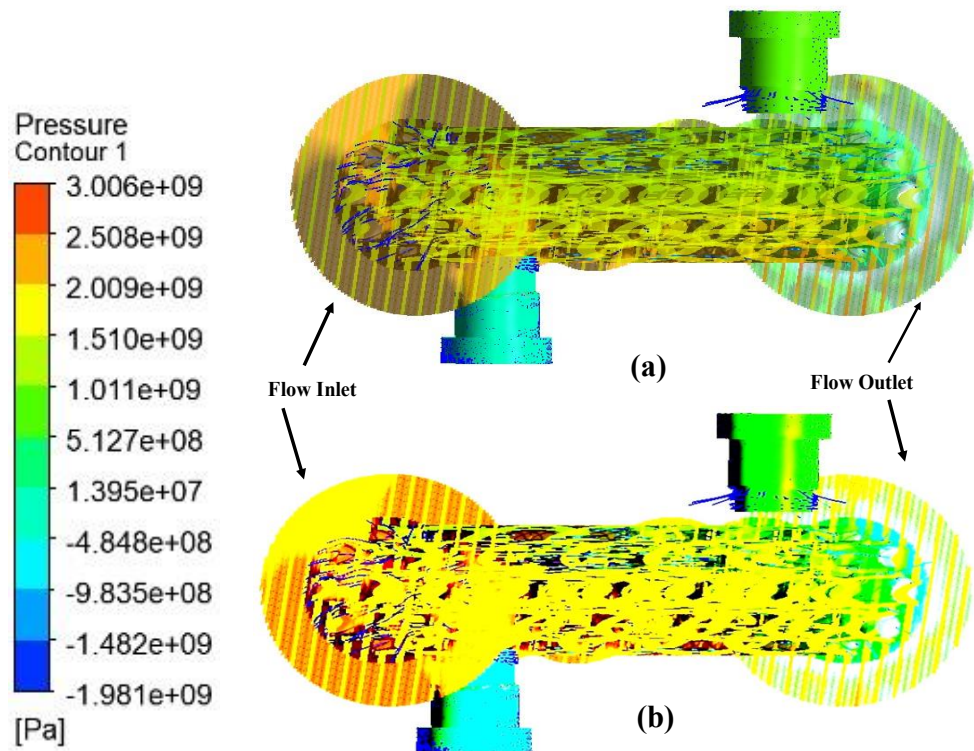 Pressure
Contour 1
3.006e+09
2.508e+09
2.009e+09
1.510e+09
1.011e+09
5.127e+08
1.395e+07
-4.848e+08
-9.835e+08
-1.482e+09
-1.981e+09
[Pa]
(a)
Flow Inlet
Flow Outlet
(b)